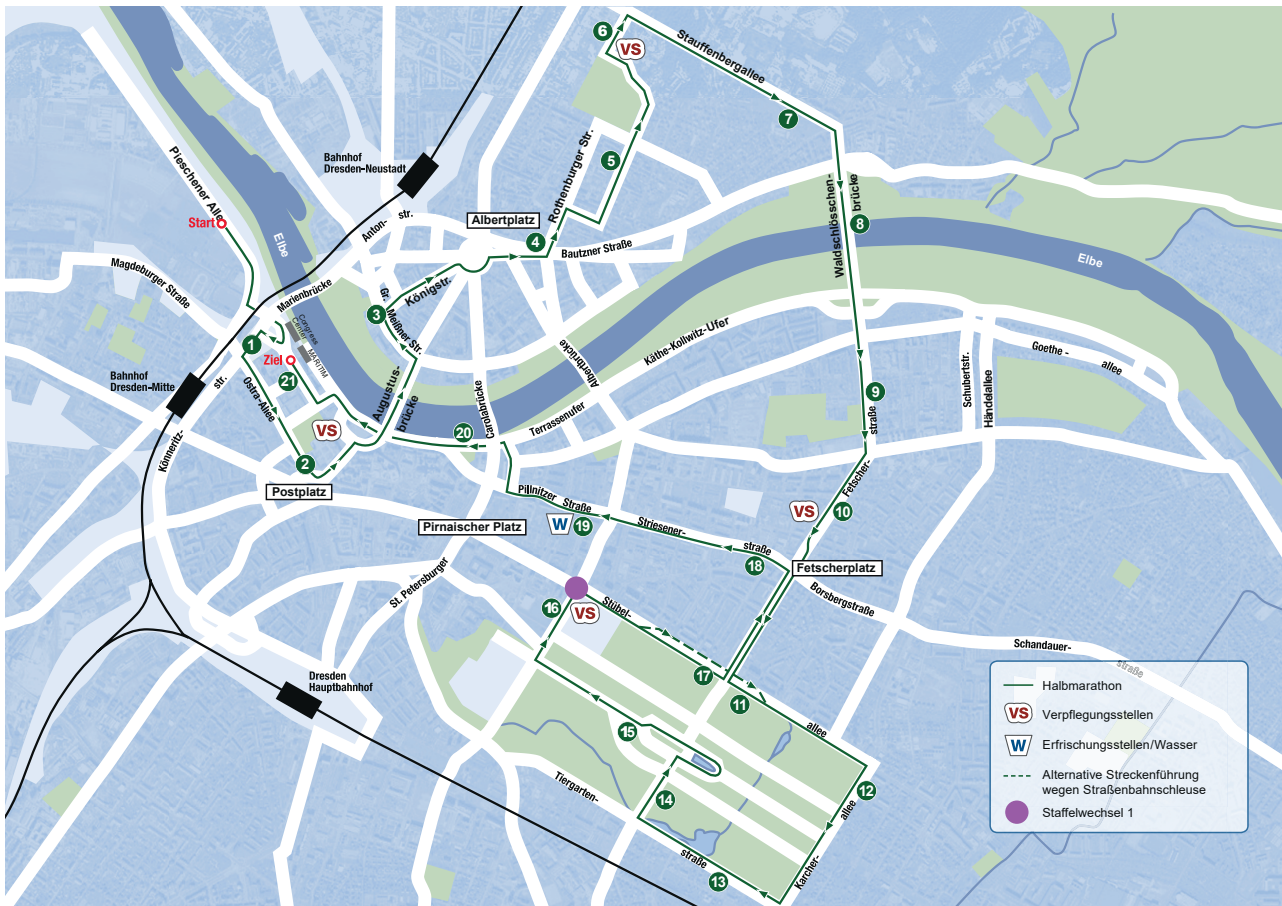 6
VS
Stauffenbergallee
7
Bahnhof
Dresden-Neustadt
Pieschener Allee
Start
Elbe
Anton-
str.
Albertplatz
Rothenburger Str.
5
4
Bautzner Straße
Waldschlösschen-
brücke
8
Elbe
Magdeburger Straße
Marienbrücke
Gr. Meißner Str.
Königstr.
3
Congress
Center
MARITIM
1
Ziel
21
Bahnhof
Dresden-Mitte
Könneritz-
str.
Ostra-Allee
VS
2
Postplatz
Augustus-
brücke
Carolabrücke
20
Albertbrücke
Terrassenufer
Käthe-Kollwitz-Ufer
Schubertstr.
Händelallee
Goethe-
allee
9
Fetscher-
straße
10
VS
Pillnitzer Straße
Pirnaischer Platz
W
19
Striesener-
straße
18
Fetscherplatz
Borsbergstraße
Schandauer-
straße
St. Petersburger
16
VS
Stübel-
allee
17
11
Dresden
Hauptbahnhof
15
12
Tiergarten-
straße
14
13
Karcher-
allee
Halbmarathon
VS
Verpflegungsstellen
W
Erfrischungsstellen/Wasser
Alternative Streckenführung
wegen Straßenbahnschleuse
Staffelwechsel 1